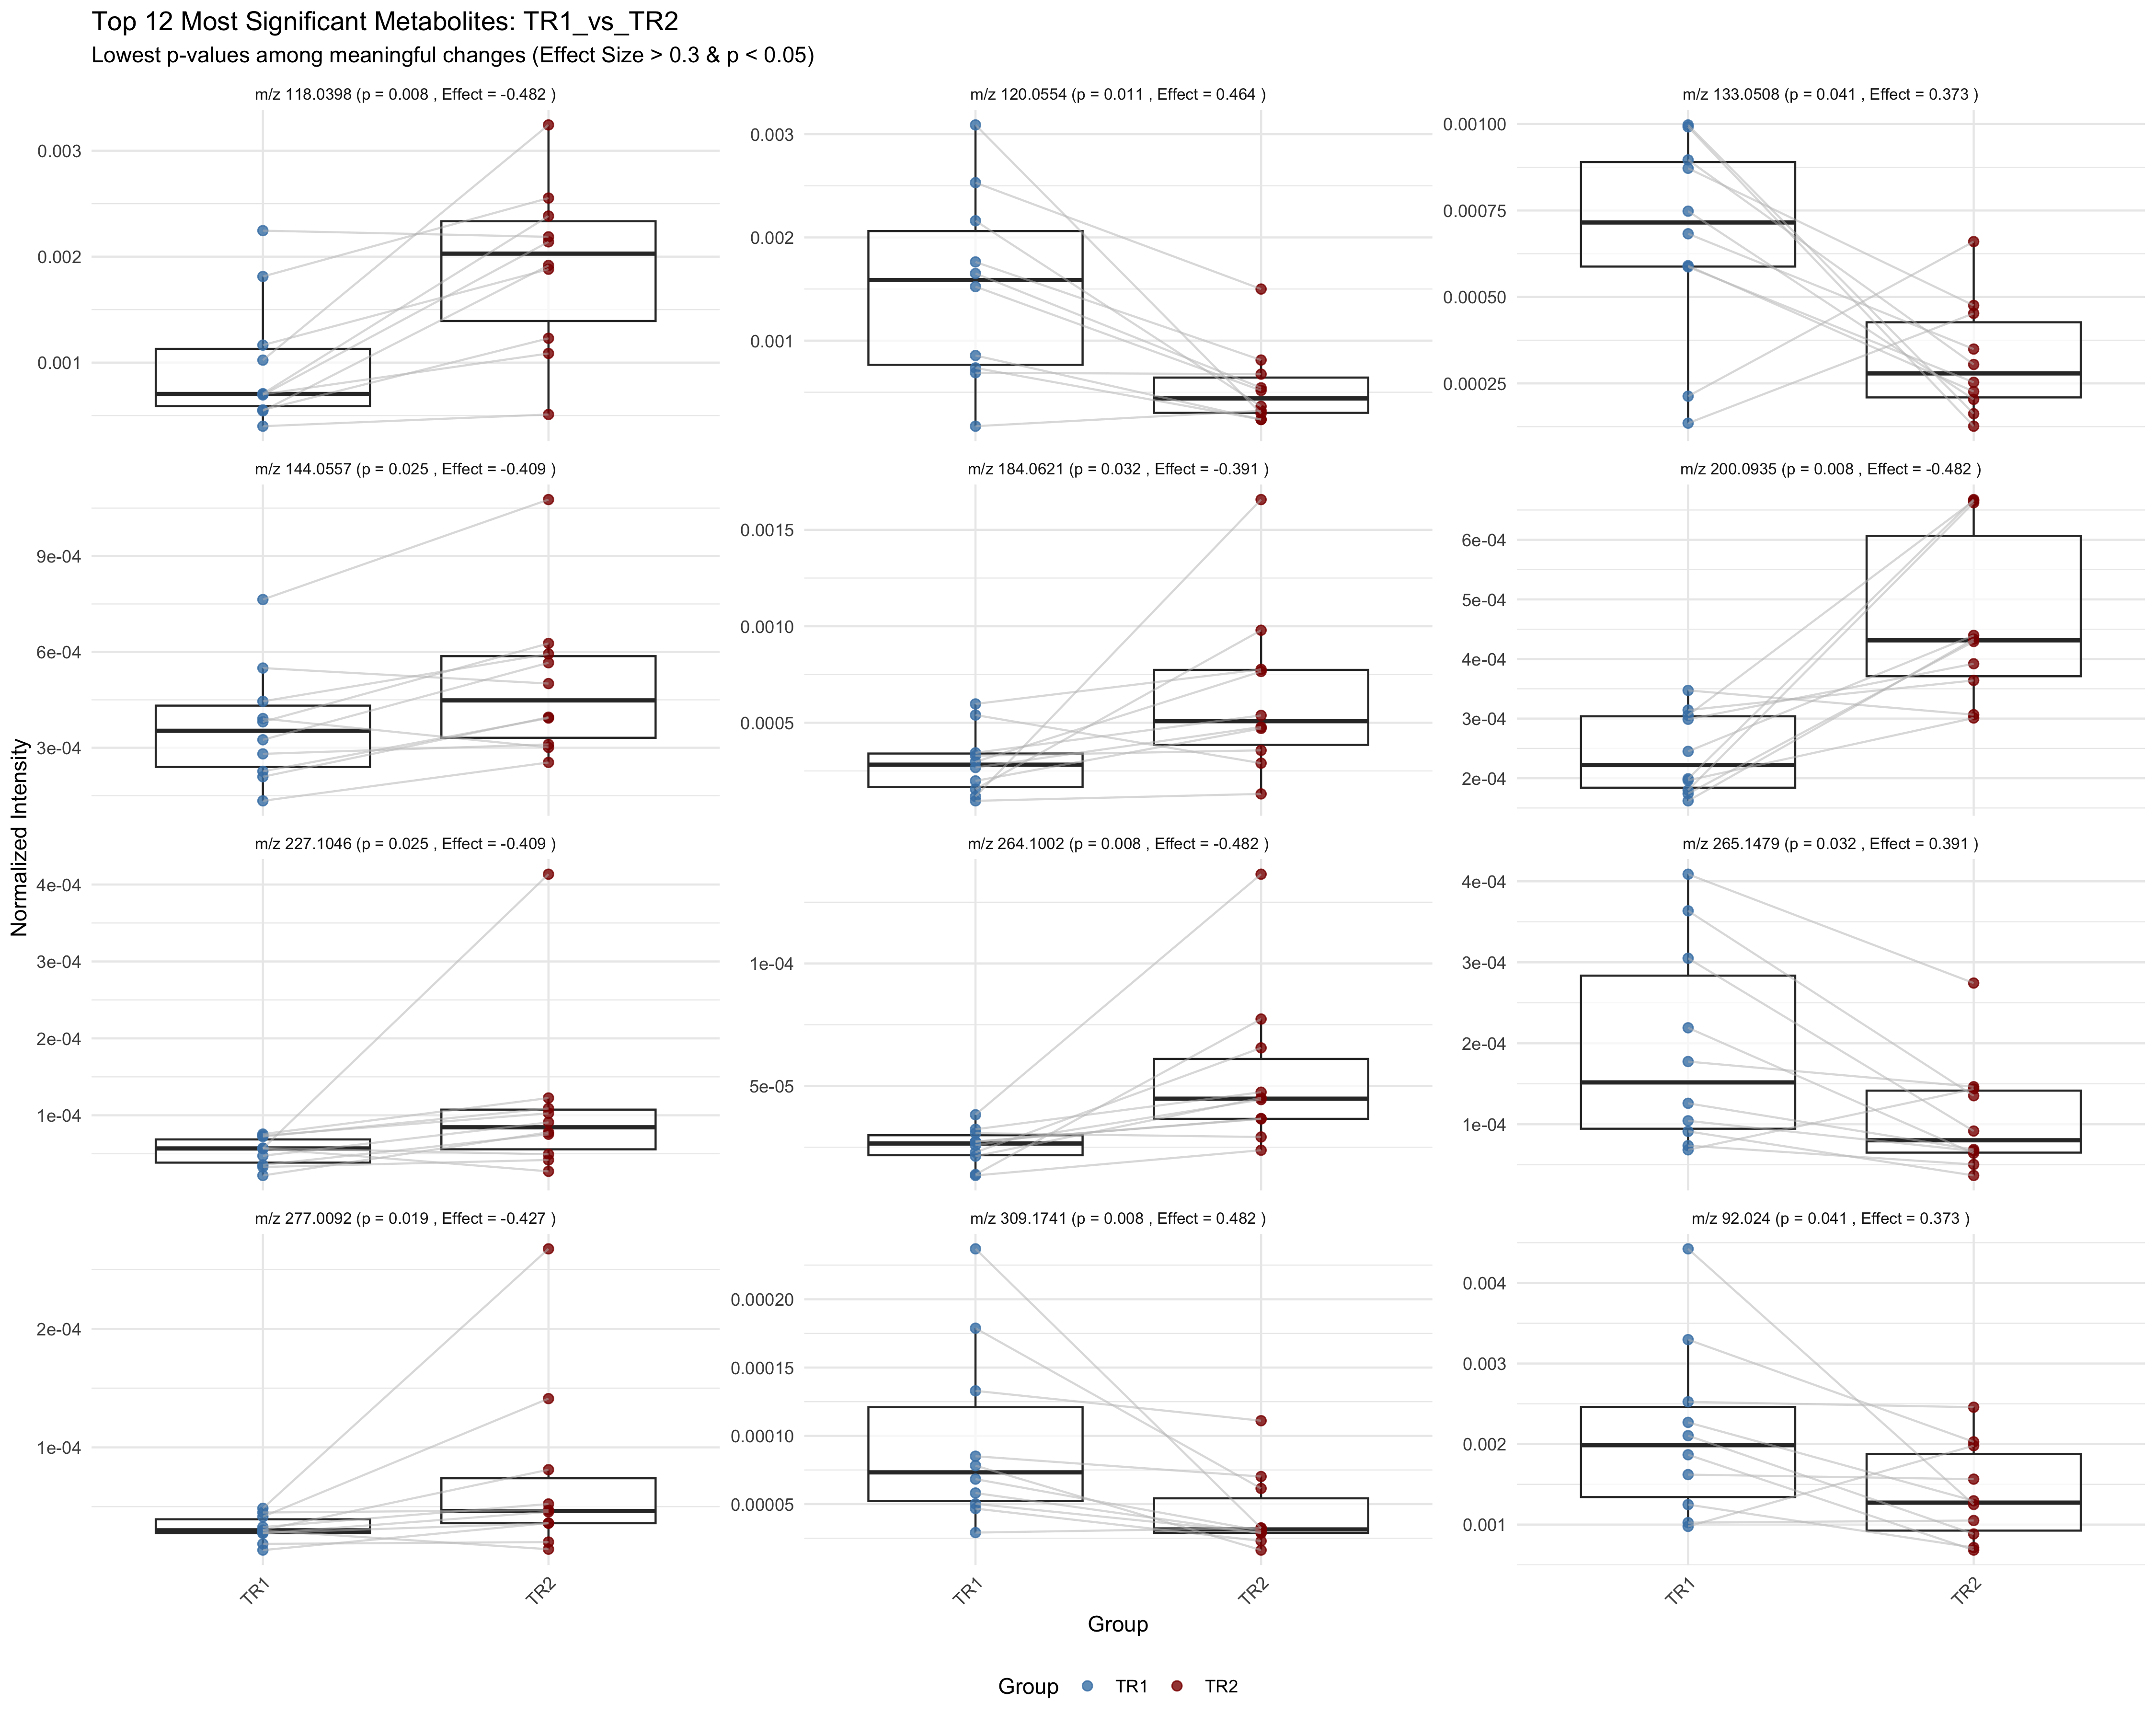 Top 12 Most Significant Metabolites: TR1_vs_TR2
Lowest p-values among meaningful changes (Effect Size > 0.3 & p < 0.05)
Normalized Intensity
m/z 118.0398 (p = 0.008 , Effect = -0.482 )
0.003
0.002
0.001
m/z 120.0554 (p = 0.011 , Effect = 0.464 )
0.003
0.002
0.001
m/z 133.0508 (p = 0.041 , Effect = 0.373 )
0.00100
0.00075
0.00050
0.00025
m/z 144.0557 (p = 0.025 , Effect = -0.409 )
9e-04
6e-04
3e-04
m/z 184.0621 (p = 0.032 , Effect = -0.391 )
0.0015
0.0010
0.0005
m/z 200.0935 (p = 0.008 , Effect = -0.482 )
6e-04
5e-04
4e-04
3e-04
2e-04
m/z 227.1046 (p = 0.025 , Effect = -0.409 )
4e-04
3e-04
2e-04
1e-04
m/z 264.1002 (p = 0.008 , Effect = -0.482 )
1e-04
5e-05
m/z 265.1479 (p = 0.032 , Effect = 0.391 )
4e-04
3e-04
2e-04
1e-04
m/z 277.0092 (p = 0.019 , Effect = -0.427 )
2e-04
1e-04
TR1 TR2
m/z 309.1741 (p = 0.008 , Effect = 0.482 )
0.00020
0.00015
0.00010
0.00005
TR1 TR2
m/z 92.024 (p = 0.041 , Effect = 0.373 )
0.004
0.003
0.002
0.001
TR1 TR2
Group
Group TR1 TR2